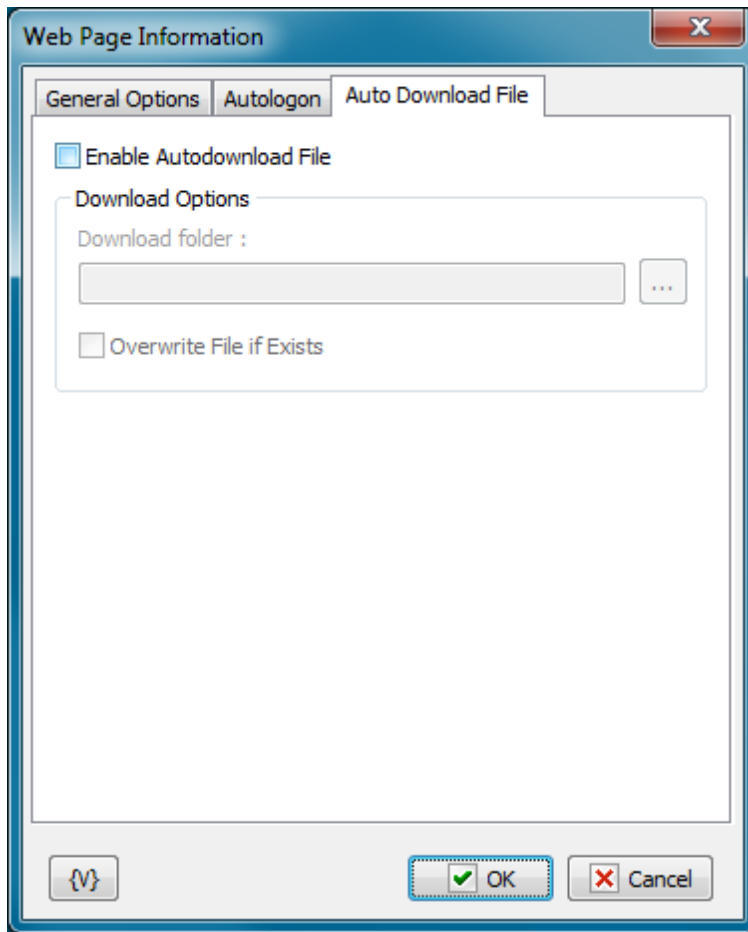 Web Page Information
General Options Autologon Auto Download File
Enable Autodownload File
Download Options
Download folder :
...
Overwrite File if Exists
{V} OK Cancel